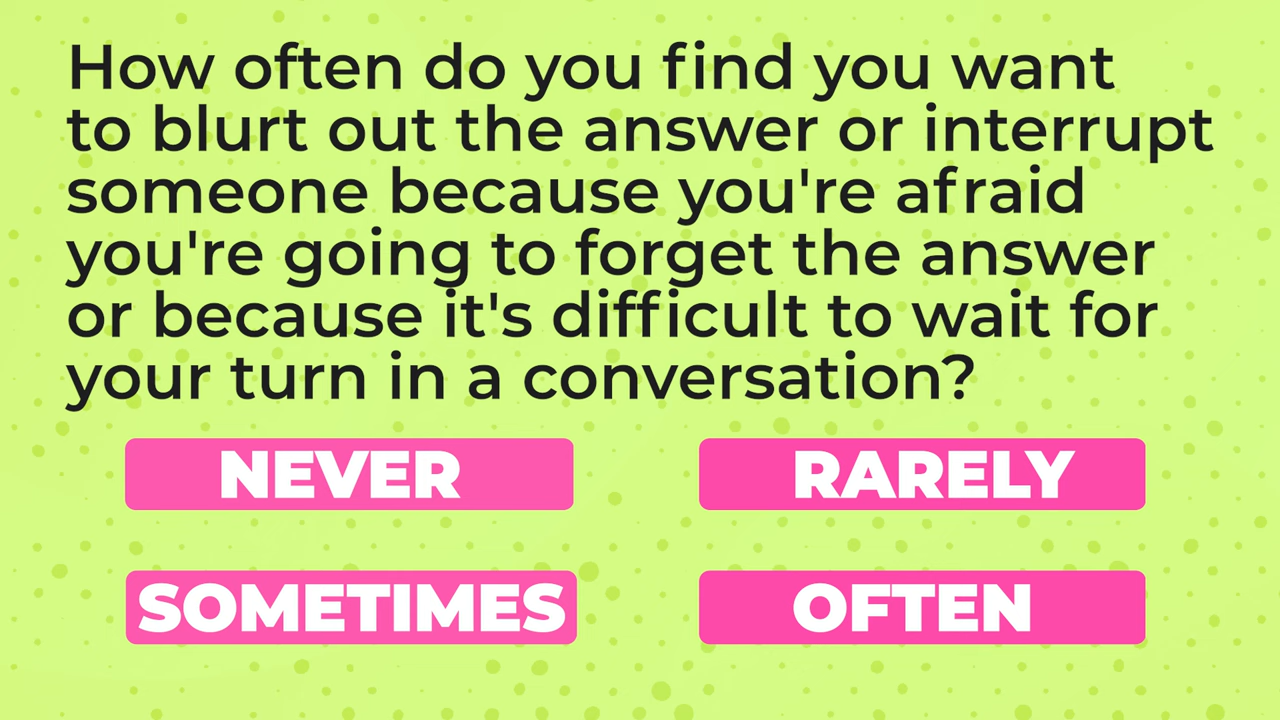 How often do you find you want
to blurt out the answer or interrupt
someone because you're afraid
you're going to forget the answer
or because it's difficult to wait for
your turn in a conversation?
NEVER
RARELY
SOMETIMES
OFTEN